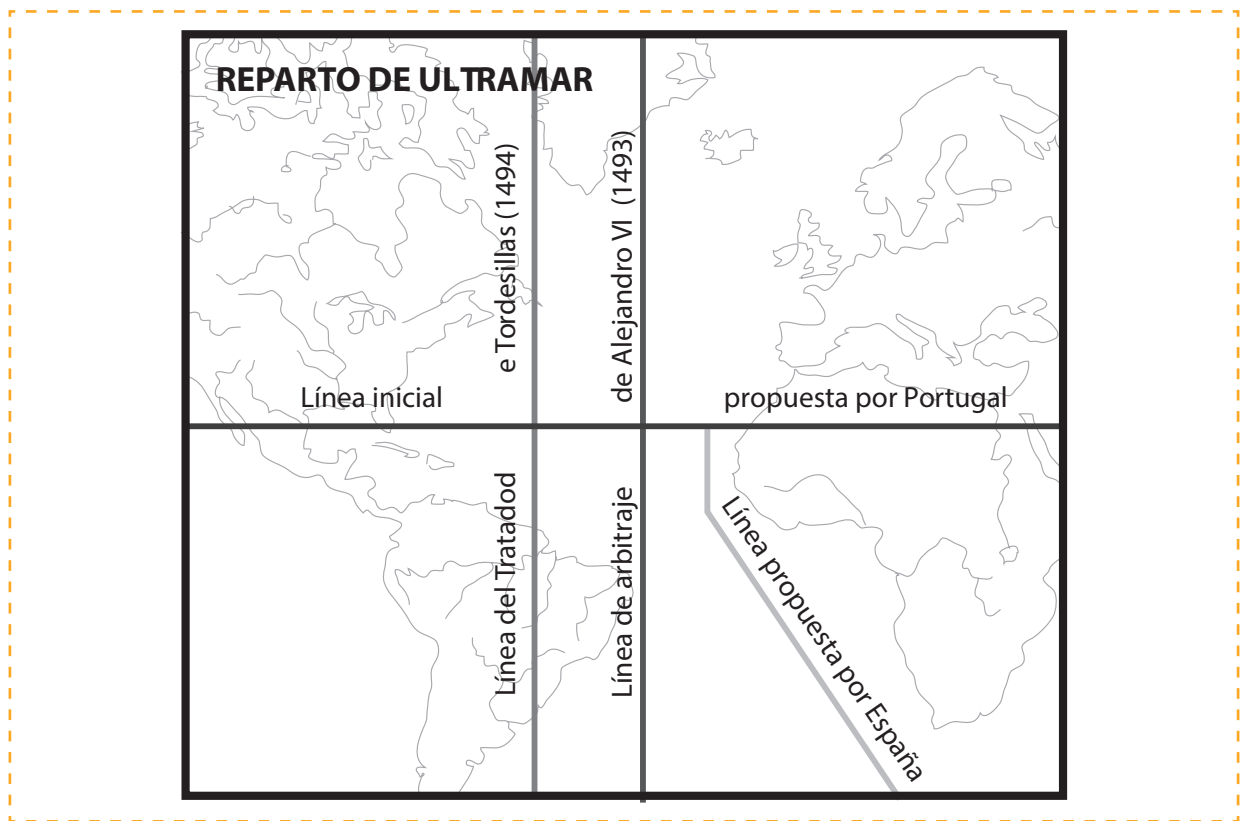 REPARTO DE ULTRAMAR
Línea del Tratadod
e Tordesillas (1494)
Línea de arbitraje
de Alejandro VI (1493)
Línea inicial
propuesta por Portugal
Línea propuesta por España